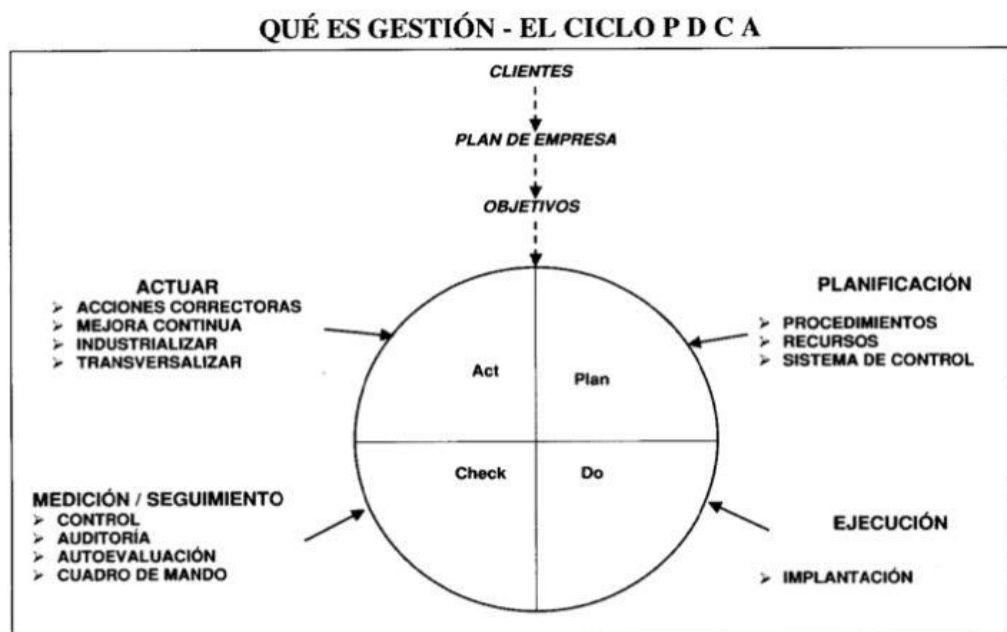 QUÉ ES GESTIÓN - EL CICLO P D C A
CLIENTES
PLAN DE EMPRESA
OBJETIVOS
ACTUAR
➢ ACCIONES CORRECTORAS
➢ MEJORA CONTINUA
➢ INDUSTRIALIZAR
➢ TRANSVERSALIZAR
PLANIFICACIÓN
➢ PROCEDIMIENTOS
➢ RECURSOS
➢ SISTEMA DE CONTROL
Act
Plan
Check
Do
MEDICIÓN / SEGUIMIENTO
➢ CONTROL
➢ AUDITORÍA
➢ AUTOEVALUACIÓN
➢ CUADRO DE MANDO
EJECUCIÓN
➢ IMPLANTACIÓN